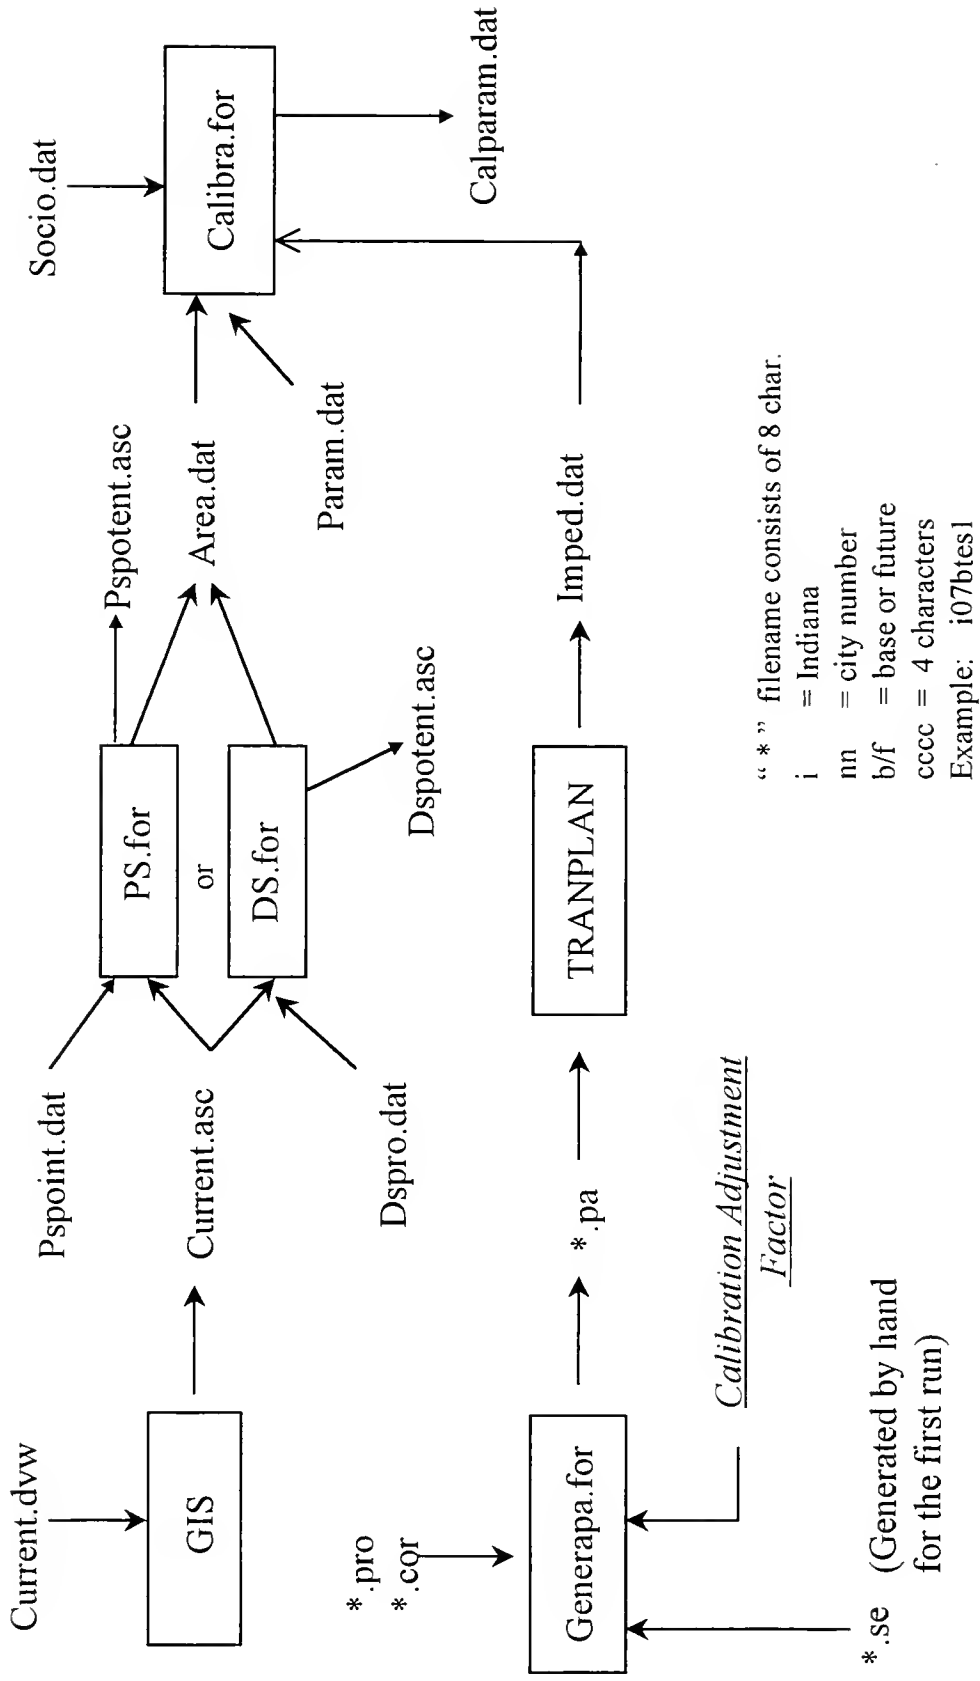 Current.dvw
GIS
Current.asc
Pspoint.dat
Dspro.dat
PS.for
or
DS.for
Pspotent.asc
Dspotent.asc
Area.dat
Param.dat
Socio.dat
Calibra.for
Calparam.dat
*.pro
*.cor
Generapa.for
*.se (Generated by hand
for the first run)
Calibration Adjustment
Factor
*.pa
TRANPLAN
Imped.dat
“ * ” filename consists of 8 char.
i = Indiana
nn = city number
b/f = base or future
cccc = 4 characters
Example: i07btes1